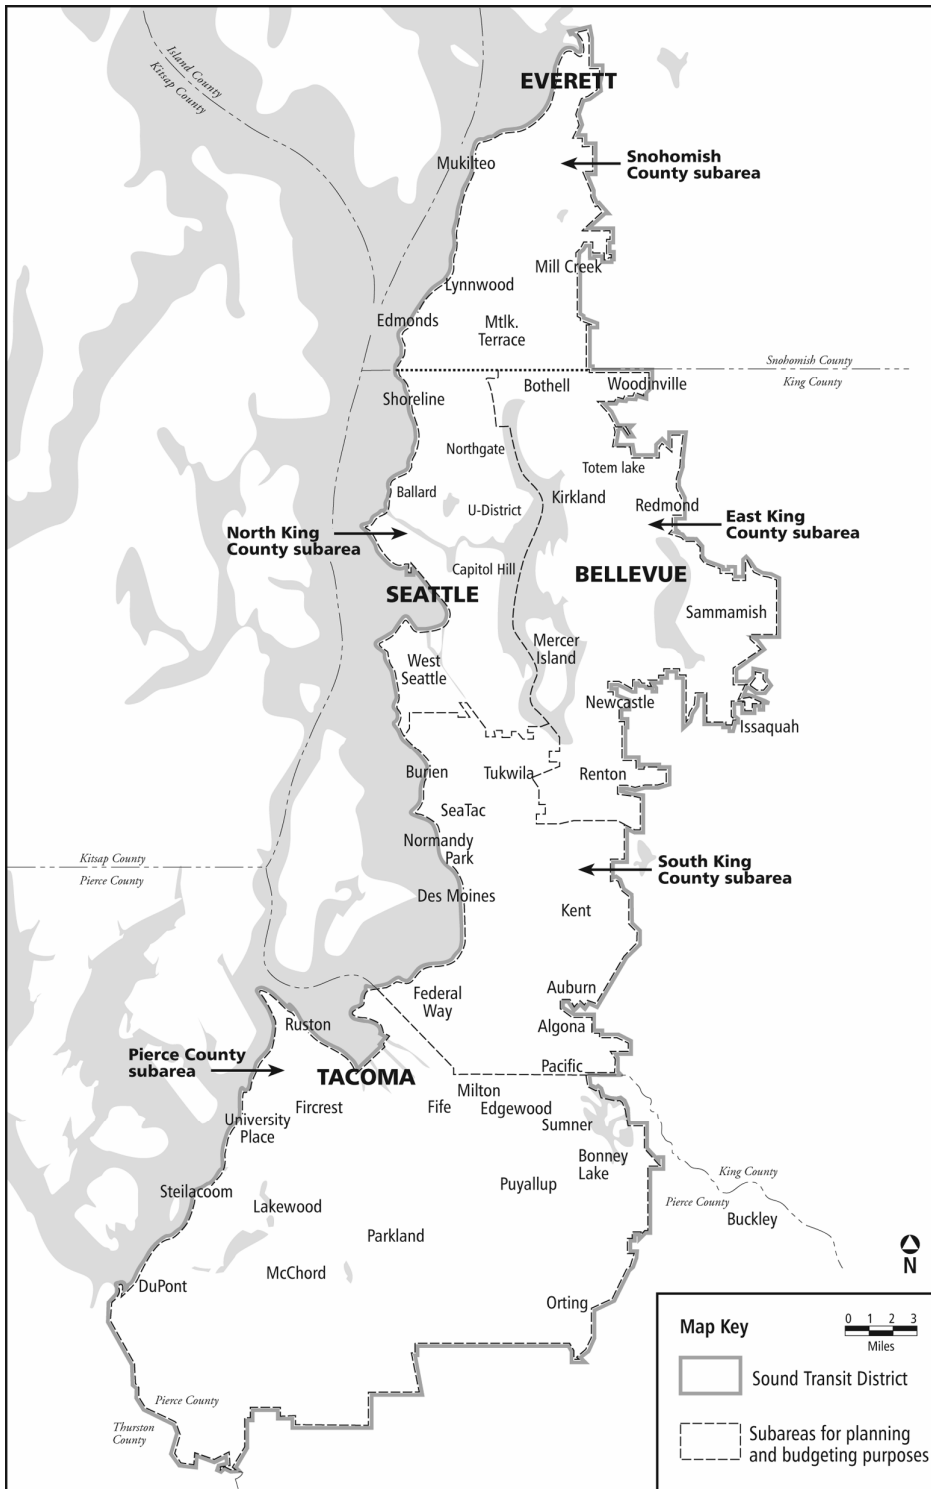 Island County
Kitsap County
EVERETT
Mukilteo
Snohomish
County subarea
Mill Creek
Lynnwood
Edmonds
Mtlk.
Terrace
Snohomish County
King County
Bothell
Woodinville
Shoreline
Northgate
Totem lake
Ballard
Kirkland
U-District
Redmond
North King
County subarea
East King
County subarea
Capitol Hill
BELLEVUE
SEATTLE
Sammamish
Mercer
Island
West
Seattle
Newcastle
Issaquah
Burien
Tukwila
Renton
SeaTac
Normandy
Park
Kitsap County
Pierce County
South King
County subarea
Des Moines
Kent
Auburn
Federal
Way
Ruston
Algona
Pierce County
subarea
Pacific
TACOMA
Milton
Fircrest
Fife
Edgewood
University
Place
Sumner
Bonney
Lake
King County
Pierce County
Puyallup
Steilacoom
Lakewood
Buckley
Parkland
McChord
DuPont
N
Orting
Map Key
0 1 2 3
Miles
Sound Transit District
Pierce County
Thurston
County
Subareas for planning
and budgeting purposes